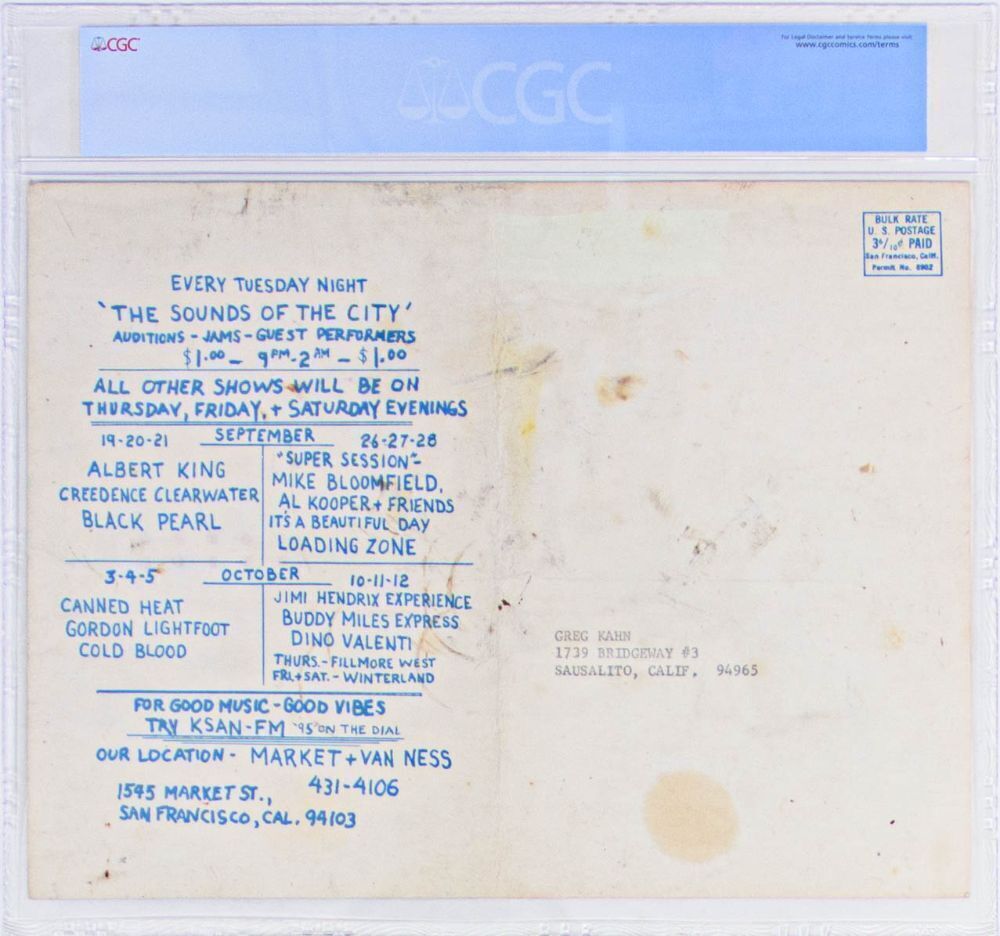 CGC
For Legal Disclaimer and Service Terms please visit
www.cgccomics.com/terms
CGC
BULK RATE
U. S. POSTAGE
3 6/10¢ PAID
San Francisco, Calif.
Permit No. 8902
EVERY TUESDAY NIGHT
'THE SOUNDS OF THE CITY'
AUDITIONS - JAMS - GUEST PERFORMERS
$1.00 - 9PM-2AM - $1.00
ALL OTHER SHOWS WILL BE ON
THURSDAY, FRIDAY, + SATURDAY EVENINGS
19-20-21 SEPTEMBER 26-27-28
ALBERT KING
CREEDENCE CLEARWATER
BLACK PEARL
"SUPER SESSION"-
MIKE BLOOMFIELD,
AL KOOPER + FRIENDS
IT'S A BEAUTIFUL DAY
LOADING ZONE
3-4-5 OCTOBER 10-11-12
CANNED HEAT
GORDON LIGHTFOOT
COLD BLOOD
JIMI HENDRIX EXPERIENCE
BUDDY MILES EXPRESS
DINO VALENTI
THURS.-FILLMORE WEST
FRI.+SAT.-WINTERLAND
FOR GOOD MUSIC - GOOD VIBES
TRY KSAN-FM "95" ON THE DIAL
OUR LOCATION - MARKET + VAN NESS
1545 MARKET ST., 431-4106
SAN FRANCISCO, CAL. 94103
GREG KAHN
1739 BRIDGEWAY #3
SAUSALITO, CALIF. 94965